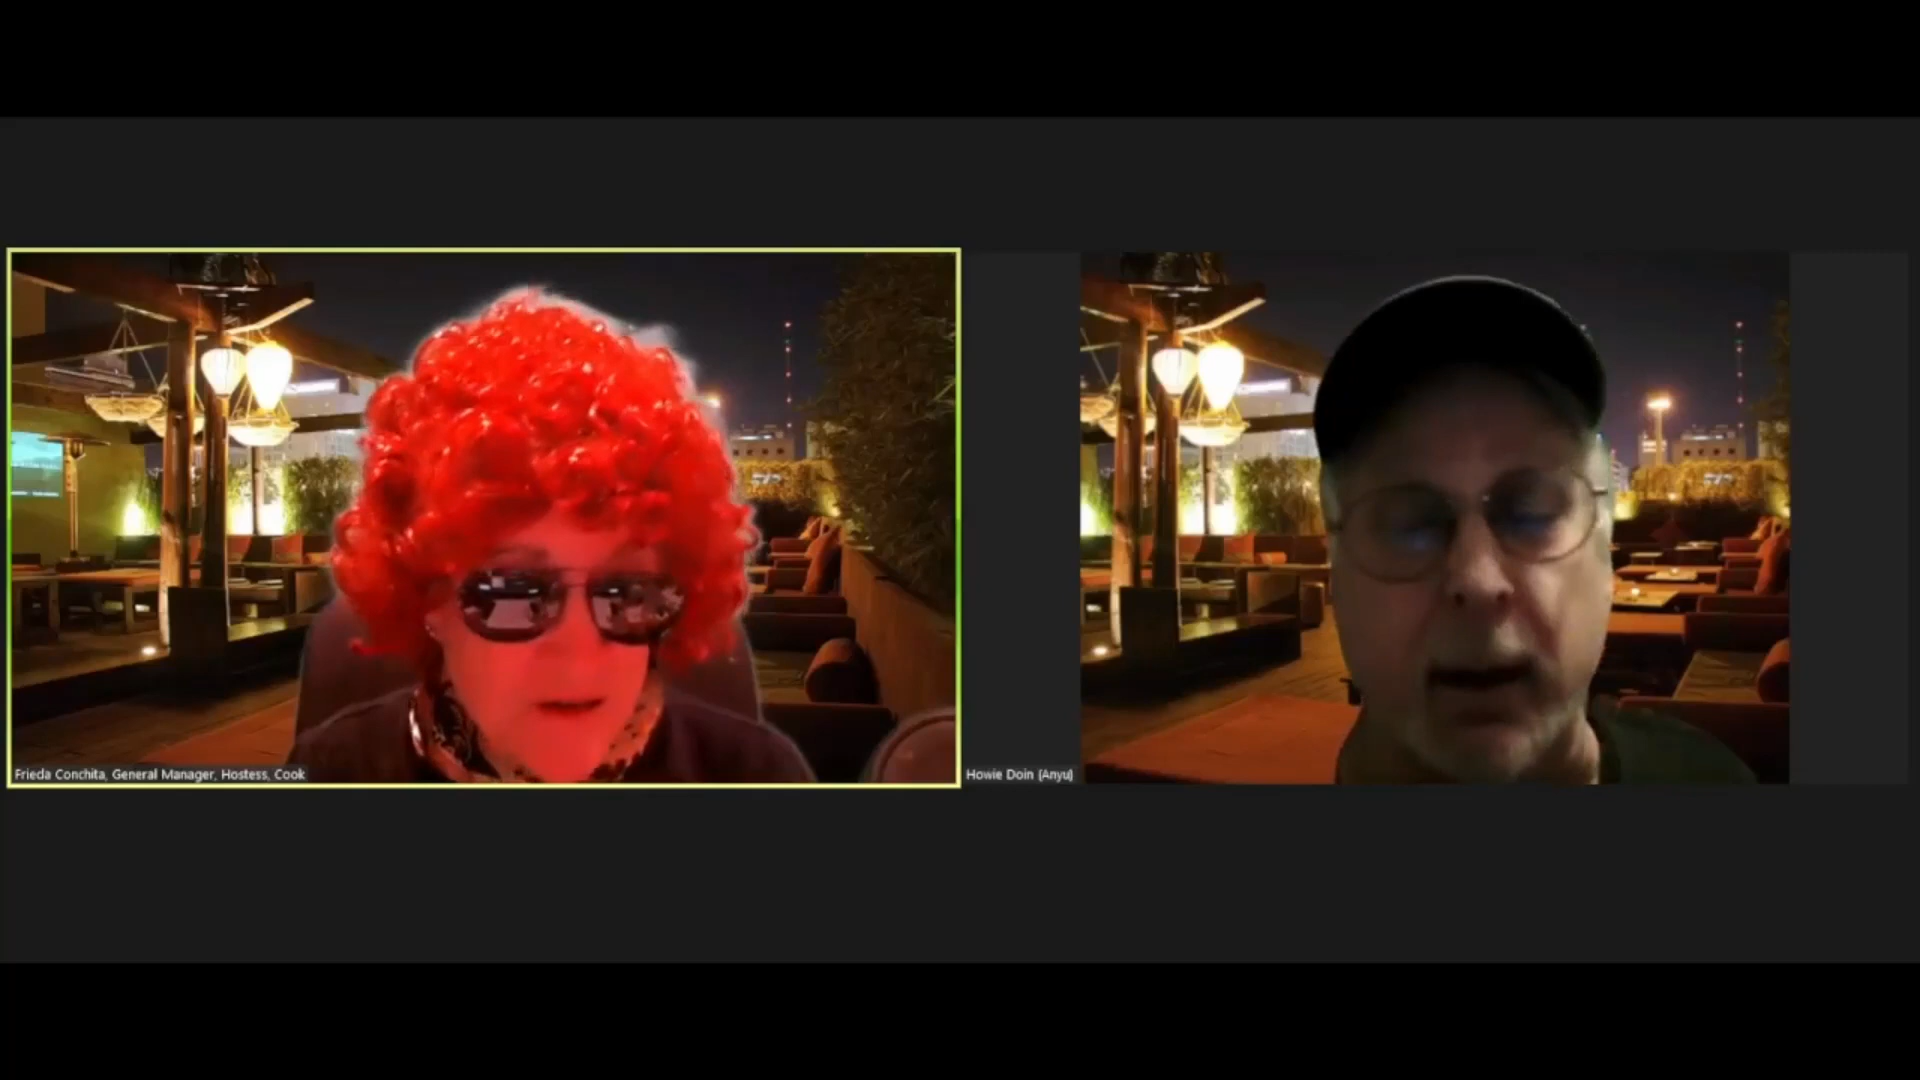 Frieda Conchita, General Manager, Hostess, Cook
Howie Doin (Anyu)